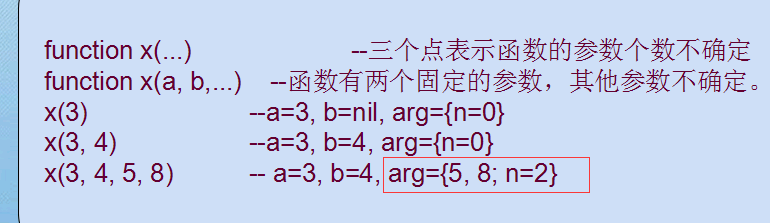 function x(...) --三个点表示函数的参数个数不确定
function x(a, b,...) --函数有两个固定的参数，其他参数不确定。
x(3) --a=3, b=nil, arg={n=0}
x(3, 4) --a=3, b=4, arg={n=0}
x(3, 4, 5, 8) -- a=3, b=4, arg={5, 8; n=2}